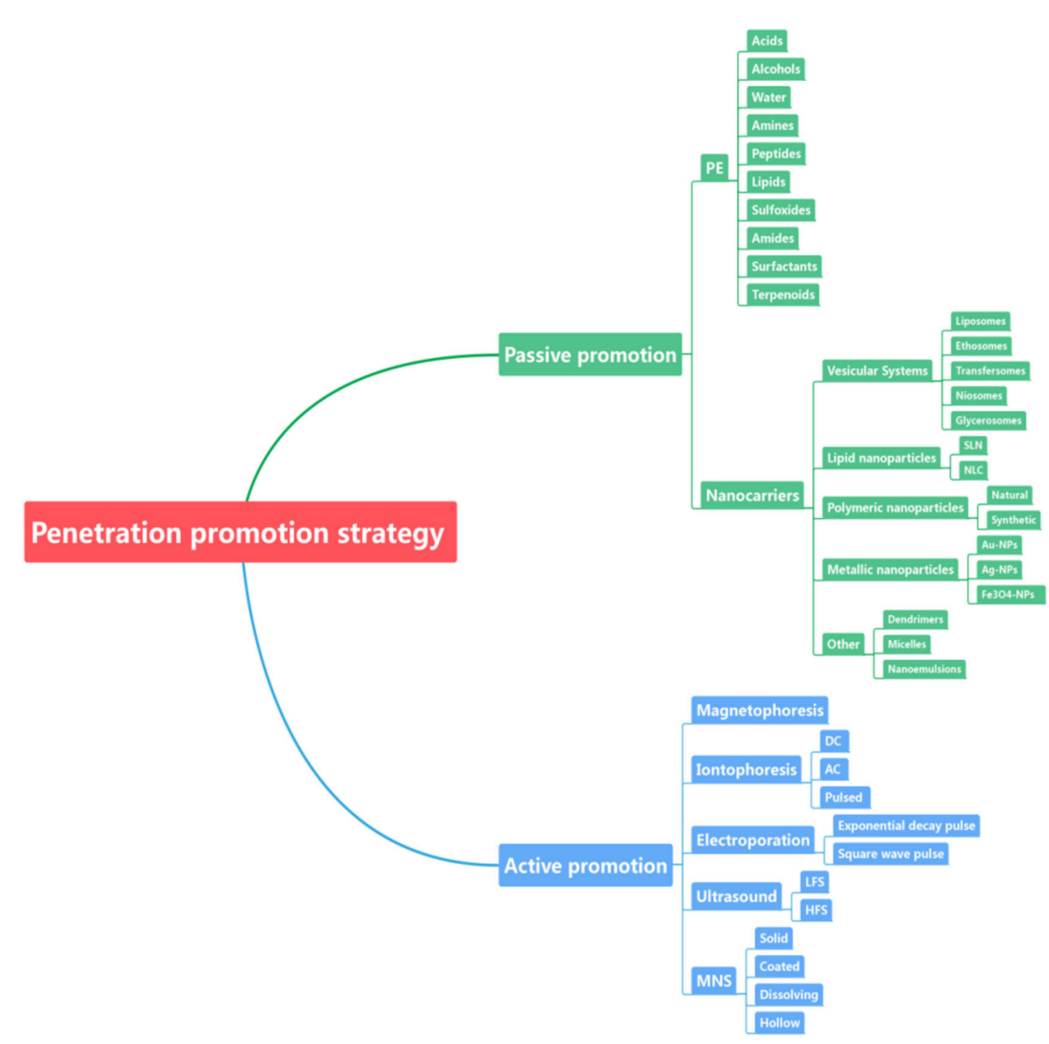 Penetration promotion strategy
Passive promotion
PE
Acids
Alcohols
Water
Amines
Peptides
Lipids
Sulfoxides
Amides
Surfactants
Terpenoids
Nanocarriers
Vesicular Systems
Liposomes
Ethosomes
Transfersomes
Niosomes
Glycerosomes
Lipid nanoparticles
SLN
NLC
Polymeric nanoparticles
Natural
Synthetic
Metallic nanoparticles
Au-NPs
Ag-NPs
Fe3O4-NPs
Other
Dendrimers
Micelles
Nanoemulsions
Active promotion
Magnetophoresis
Iontophoresis
DC
AC
Pulsed
Electroporation
Exponential decay pulse
Square wave pulse
Ultrasound
LFS
HFS
MNS
Solid
Coated
Dissolving
Hollow